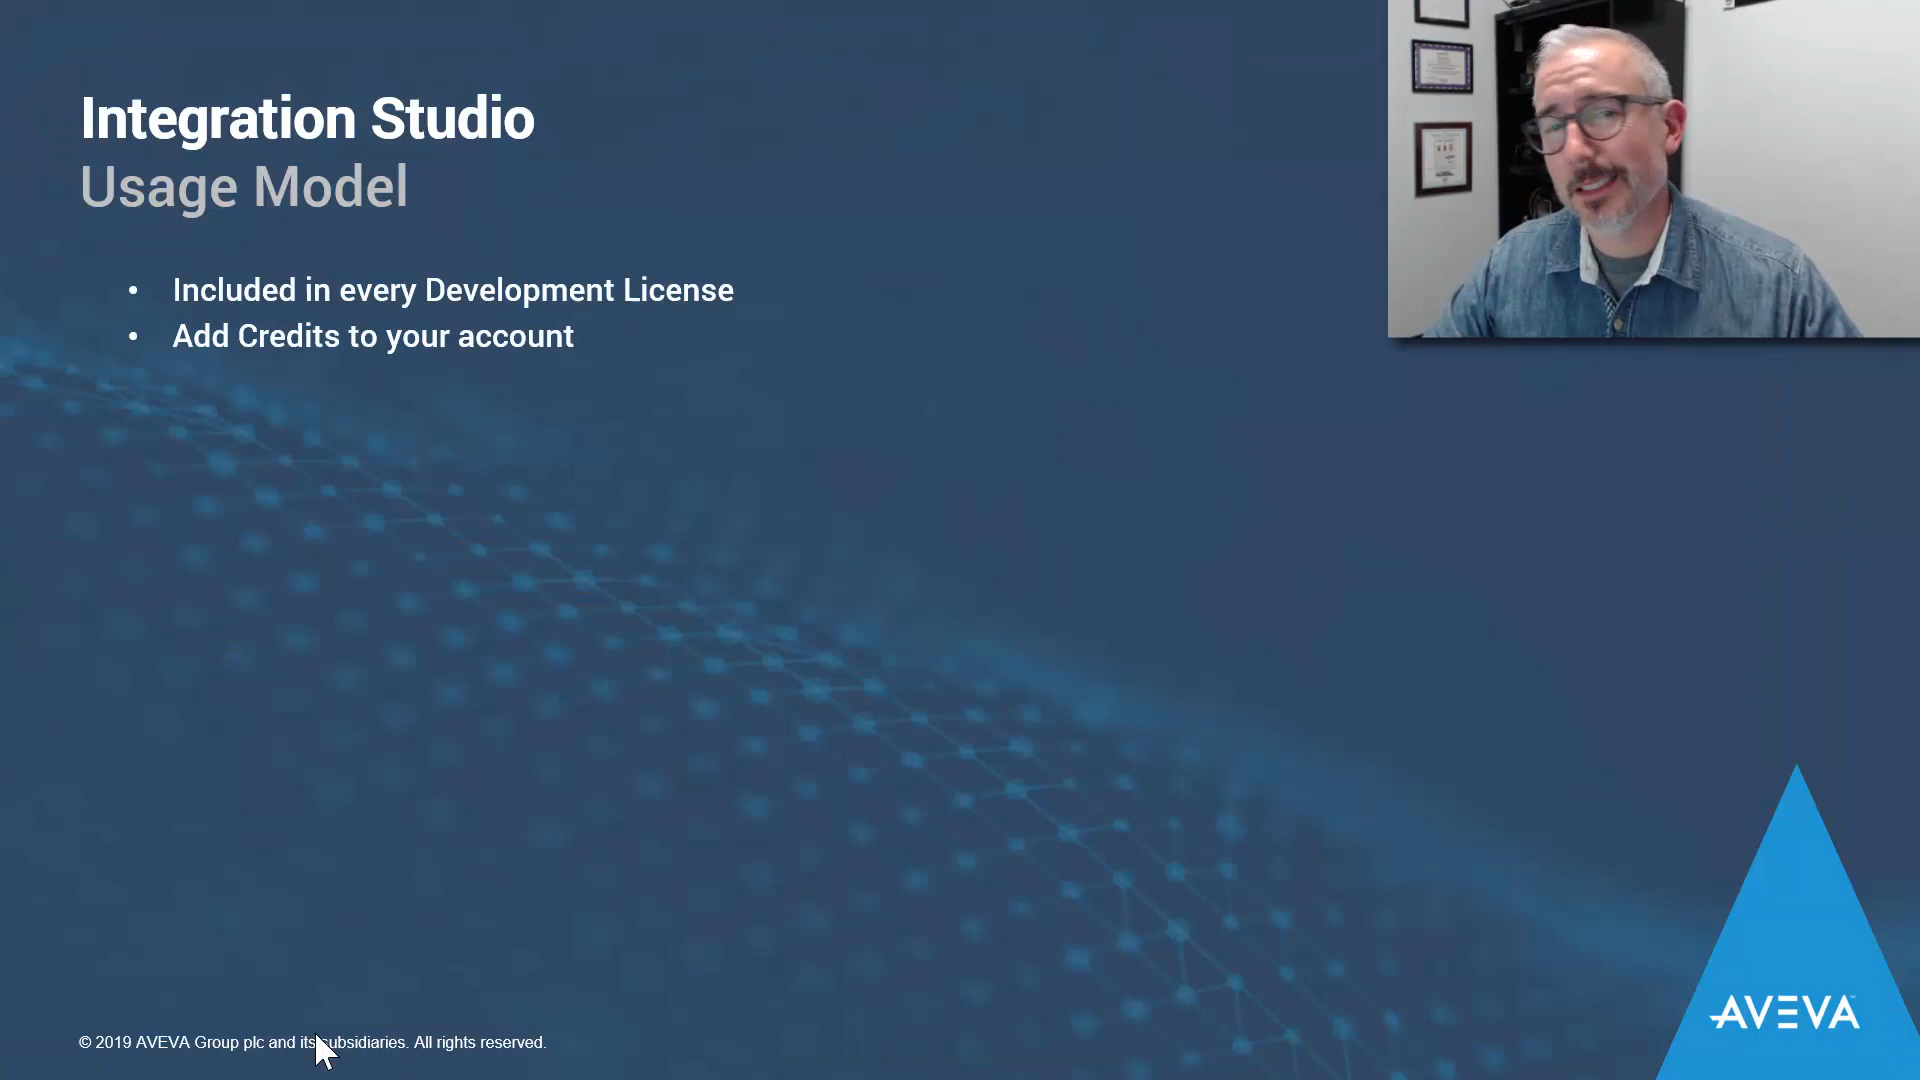 Integration Studio
Usage Model
• Included in every Development License
• Add Credits to your account
AVEVA
© 2019 AVEVA Group plc and its subsidiaries. All rights reserved.